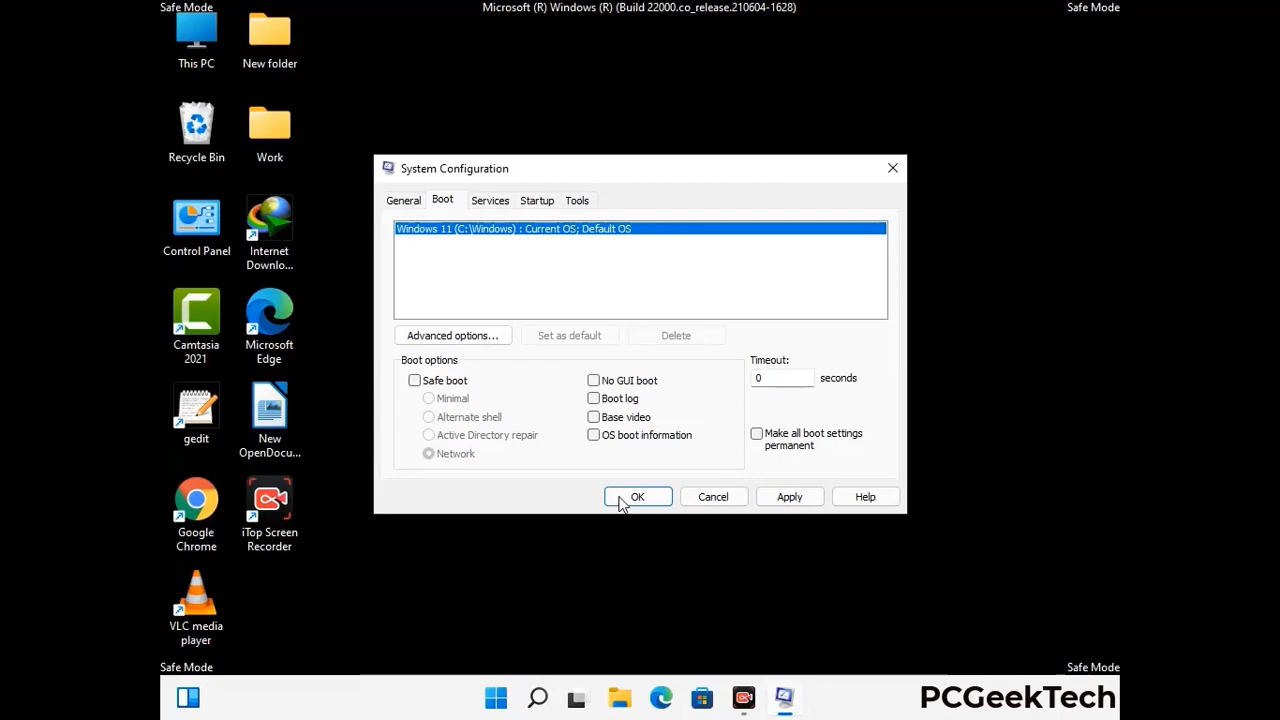 Safe Mode
Microsoft (R) Windows (R) (Build 22000.co_release.210604-1628)
Safe Mode
This PC
New folder
Recycle Bin
Work
Control Panel
Internet
Downlo...
Camtasia
2021
Microsoft
Edge
gedit
New
OpenDocu...
Google
Chrome
iTop Screen
Recorder
VLC media
player
System Configuration
General
Boot
Services
Startup
Tools
Windows 11 (C:\Windows) : Current OS; Default OS
Advanced options...
Set as default
Delete
Boot options
Safe boot
Minimal
Alternate shell
Active Directory repair
Network
No GUI boot
Boot log
Base video
OS boot information
Timeout:
0 seconds
Make all boot settings
permanent
OK
Cancel
Apply
Help
Safe Mode
Safe Mode
PCGeekTech